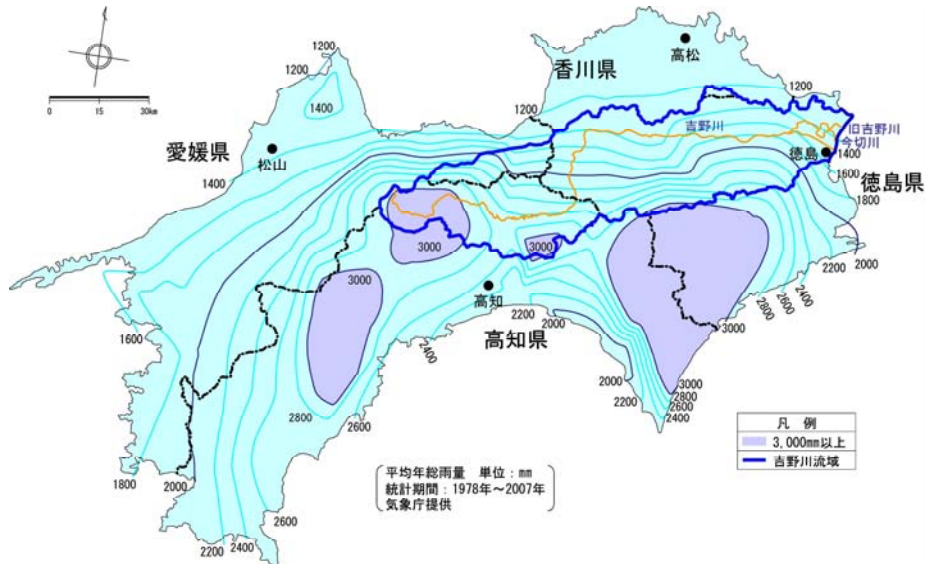 0 15 30km
1200
1200
1400
香川県
高松
1200
1200
吉野川
旧吉野川
今切川
愛媛県
松山
徳島
1400
1600
徳島県
1400
1800
3000
3000
3000
2200
2000
2400
2600
2800
高知
1600
2200
2000
3000
高知県
2400
2000
2200
3000
2800
2600
2400
2800
2600
凡 例
3,000mm以上
吉野川流域
平均年総雨量 単位:mm
統計期間:1978年~2007年
気象庁提供
1800
2000
2600
2200
2400